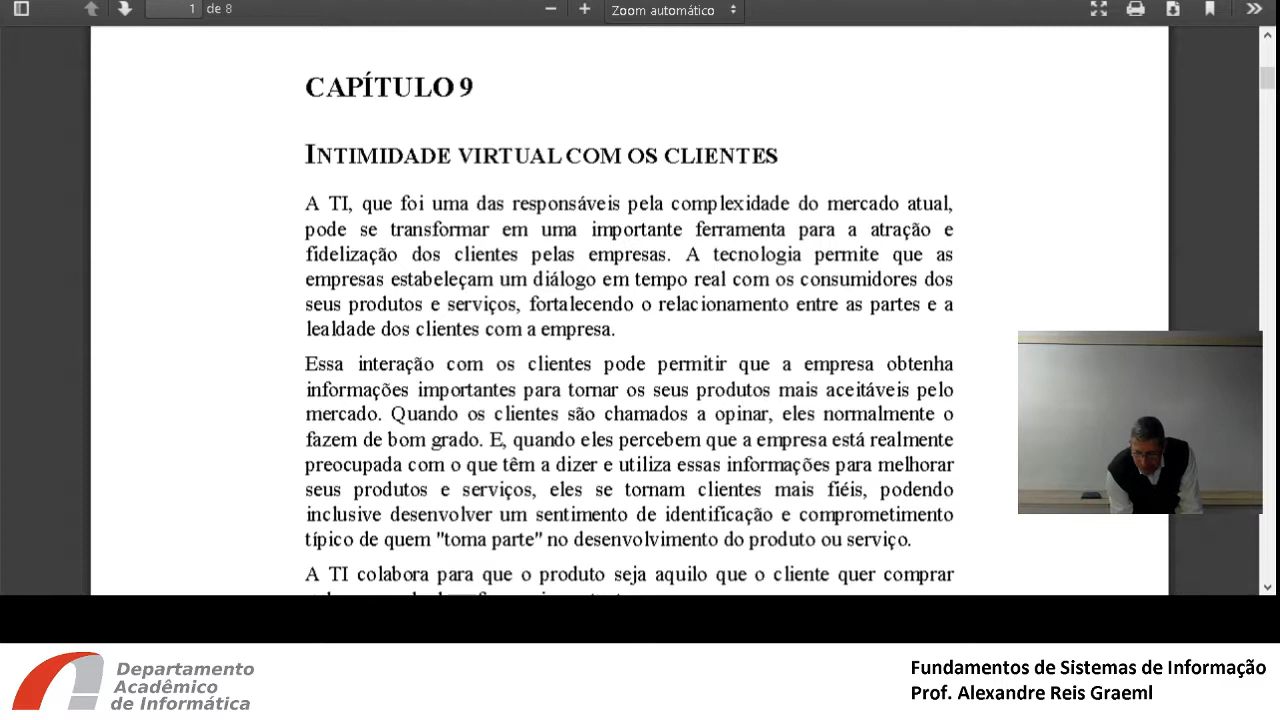 1 de 8
Zoom automático
CAPÍTULO 9
INTIMIDADE VIRTUAL COM OS CLIENTES
A TI, que foi uma das responsáveis pela complexidade do mercado atual,
pode se transformar em uma importante ferramenta para a atração e
fidelização dos clientes pelas empresas. A tecnologia permite que as
empresas estabeleçam um diálogo em tempo real com os consumidores dos
seus produtos e serviços, fortalecendo o relacionamento entre as partes e a
lealdade dos clientes com a empresa.
Essa interação com os clientes pode permitir que a empresa obtenha
informações importantes para tornar os seus produtos mais aceitáveis pelo
mercado. Quando os clientes são chamados a opinar, eles normalmente o
fazem de bom grado. E, quando eles percebem que a empresa está realmente
preocupada com o que têm a dizer e utiliza essas informações para melhorar
seus produtos e serviços, eles se tornam clientes mais fiéis, podendo
inclusive desenvolver um sentimento de identificação e comprometimento
típico de quem "toma parte" no desenvolvimento do produto ou serviço.
A TI colabora para que o produto seja aquilo que o cliente quer comprar
Departamento
Acadêmico
de Informática
Fundamentos de Sistemas de Informação
Prof. Alexandre Reis Graeml